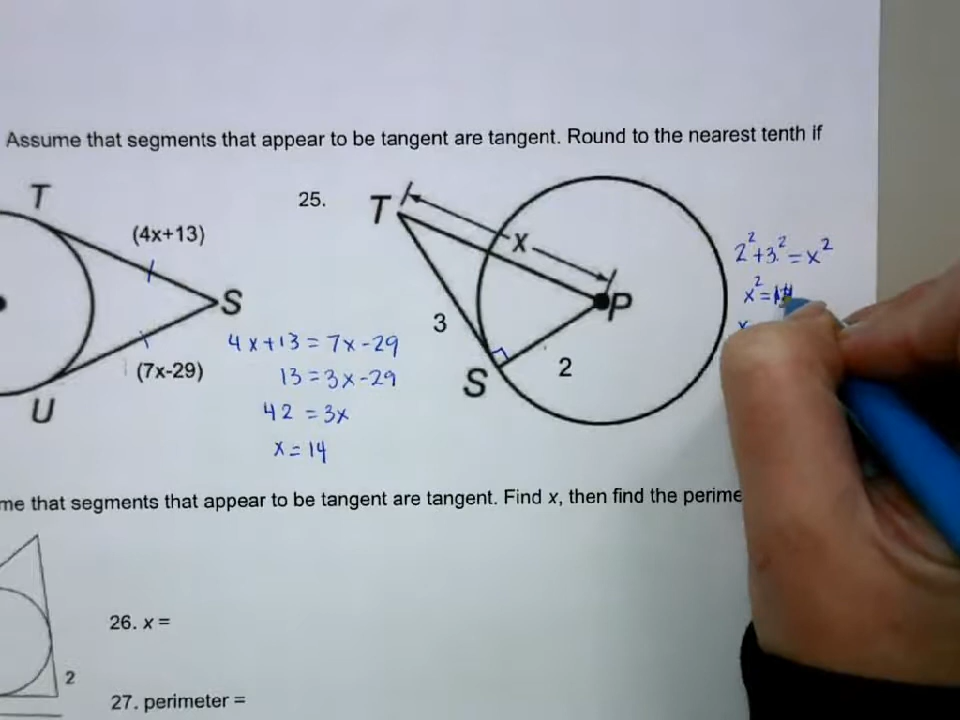 Assume that segments that appear to be tangent are tangent. Round to the nearest tenth if
T
(4x+13)
S
(7x-29)
U
4x+13 = 7x-29
13 = 3x-29
42 = 3x
x = 14
25.
T
x
P
3
S
2
2²+3²=x²
x²=
x
me that segments that appear to be tangent are tangent. Find x, then find the perime
2
26. x =
27. perimeter =